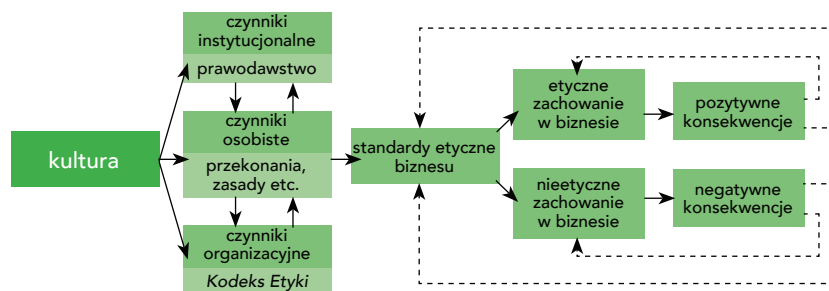 kultura
czynniki
instytucjonalne
prawodawstwo
czynniki
osobiste
przekonania,
zasady etc.
czynniki
organizacyjne
Kodeks Etyki
standardy etyczne
biznesu
etyczne
zachowanie
w biznesie
pozytywne
konsekwencje
nieetyczne
zachowanie
w biznesie
negatywne
konsekwencje